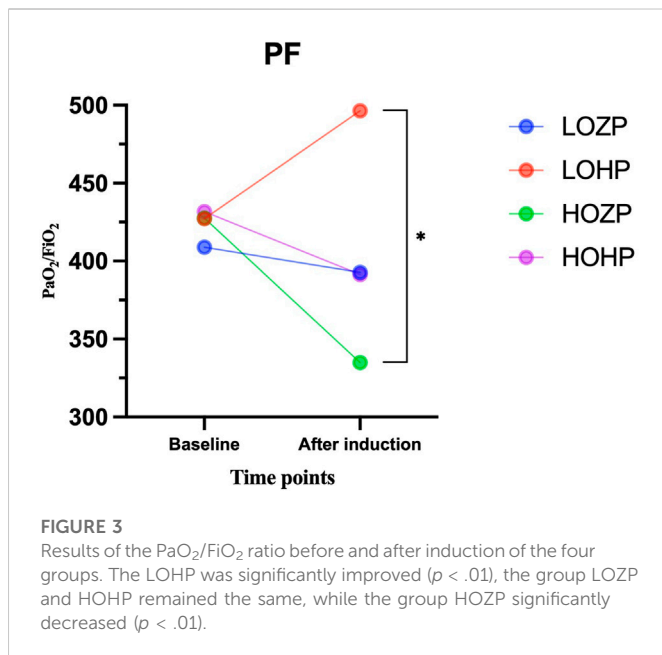 PF
500
450
400
350
300
PaO₂/FiO₂
Baseline
After induction
Time points
*
LOZP
LOHP
HOZP
HOHP
FIGURE 3
Results of the PaO₂/FiO₂ ratio before and after induction of the four
groups. The LOHP was significantly improved (p < .01), the group LOZP
and HOHP remained the same, while the group HOZP significantly
decreased (p < .01).